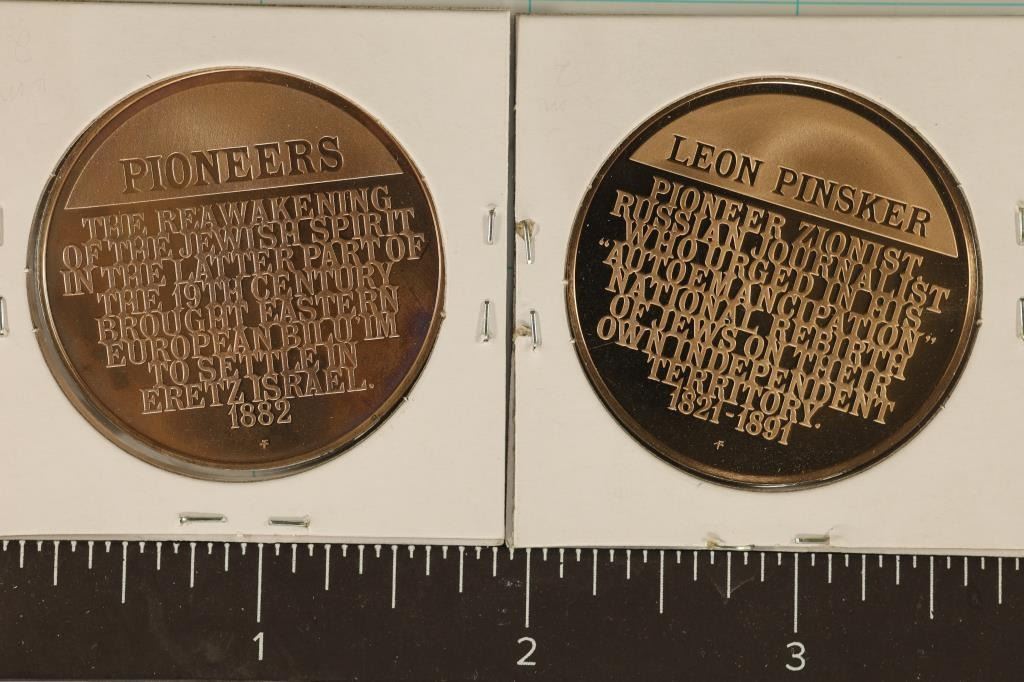 PIONEERS
THE REAWAKENING
OF THE JEWISH SPIRIT
IN THE LATTER PART OF
THE 19TH CENTURY
BROUGHT EASTERN
EUROPEAN BILU'IM
TO SETTLE IN
ERETZ ISRAEL.
1882
LEON PINSKER
PIONEER ZIONIST
RUSSIAN JOURNALIST
WHO URGED IN HIS
"AUTOEMANCIPATION"
NATIONAL REBIRTH
OF JEWS ON THEIR
OWN INDEPENDENT
TERRITORY.
1821-1891
1 2 3